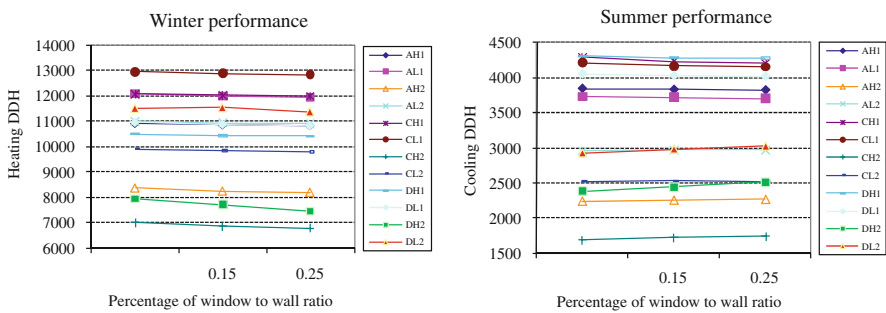 Winter performance
Heating DDH
14000
13000
12000
11000
10000
9000
8000
7000
6000
0.15 0.25
Percentage of window to wall ratio
AH1
AL1
AH2
AL2
CH1
CL1
CH2
CL2
DH1
DL1
DH2
DL2
Summer performance
Cooling DDH
4500
4000
3500
3000
2500
2000
1500
0.15 0.25
Percentage of window to wall ratio
AH1
AL1
AH2
AL2
CH1
CL1
CH2
CL2
DH1
DL1
DH2
DL2